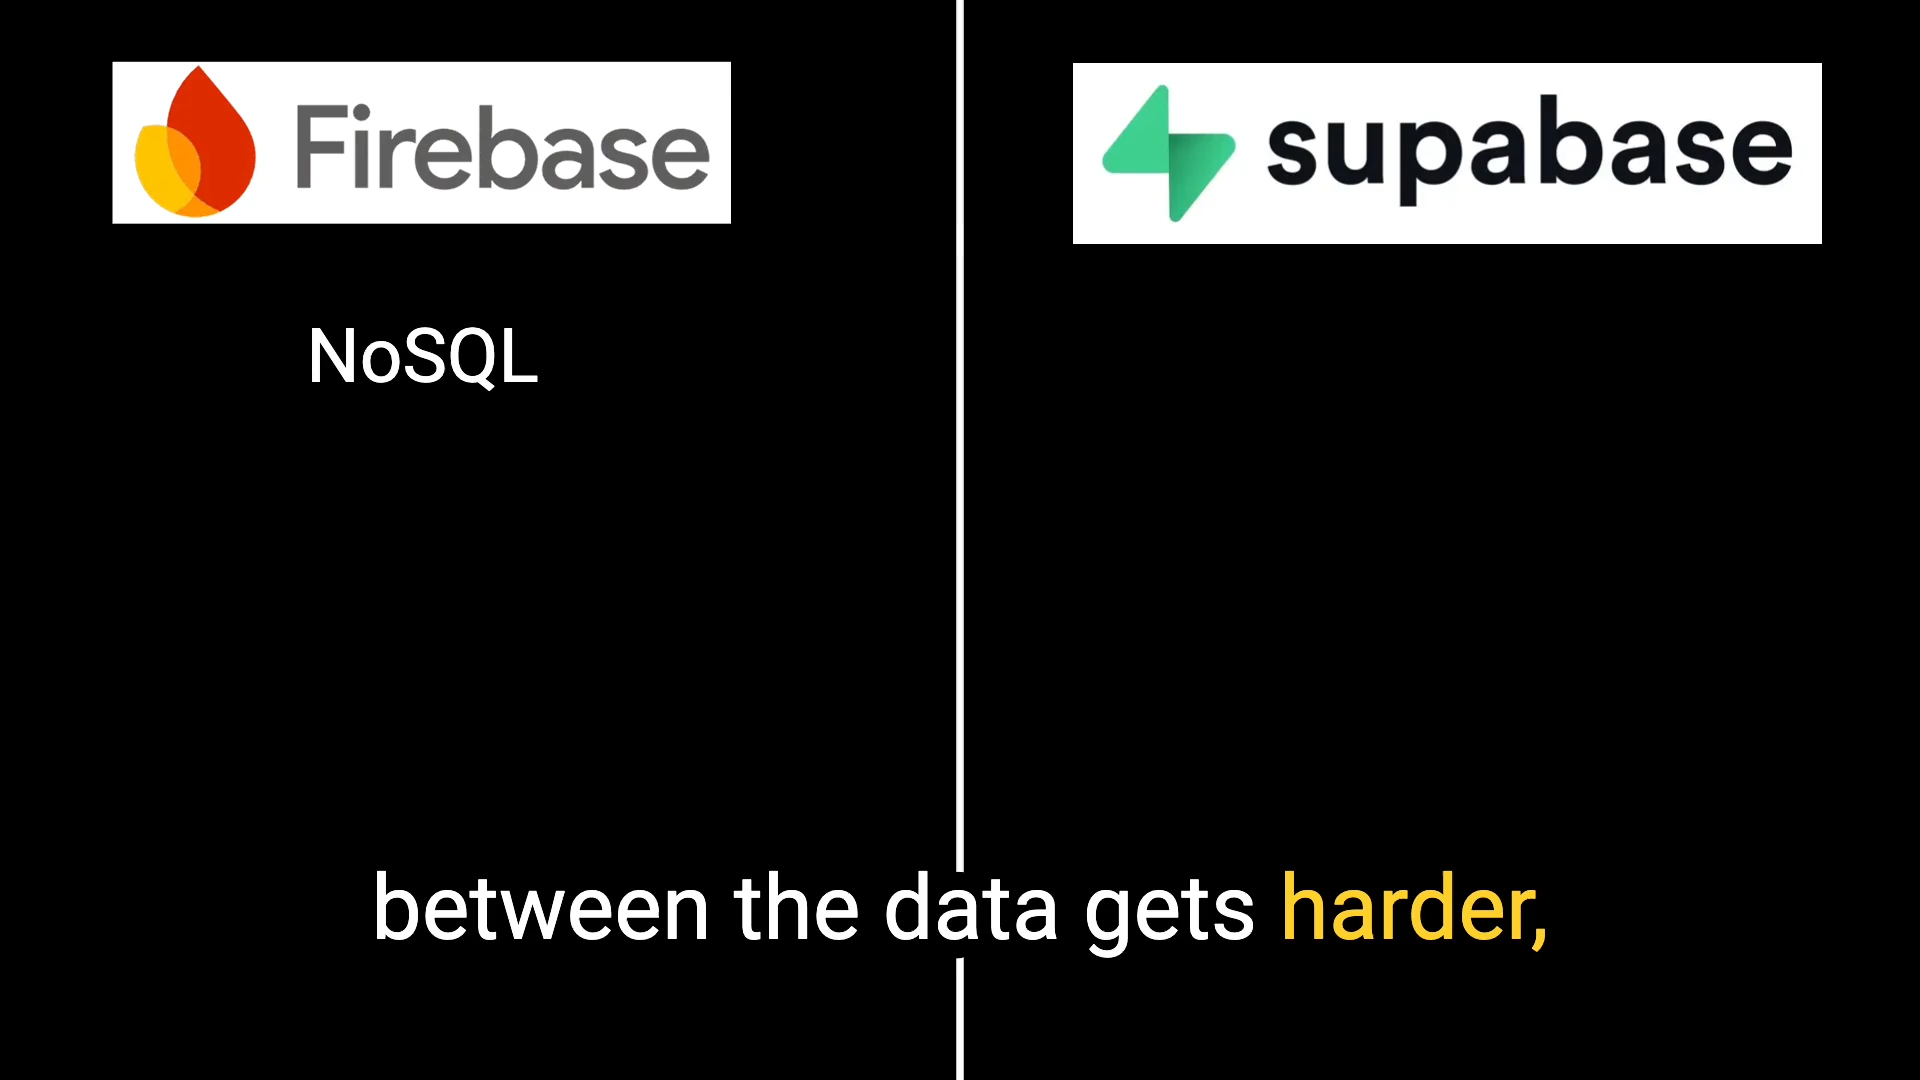 Firebase
supabase
NoSQL
between the data gets harder,